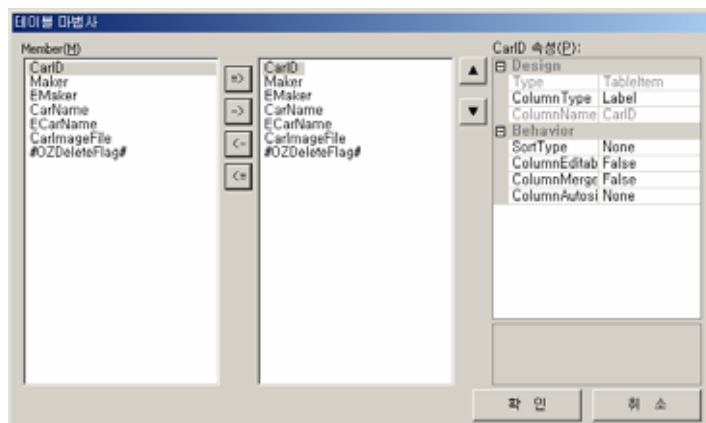 테이블 마법사
Member(M)
CarID
Maker
EMaker
CarName
ECarName
CarImageFile
#OZDeleteFlag#
=>
->
<-
<=
CarID
Maker
EMaker
CarName
ECarName
CarImageFile
#OZDeleteFlag#
▲
▼
CarID 속성(P):
Design
Type TableItem
ColumnType Label
ColumnName CarID
Behavior
SortType None
ColumnEditab False
ColumnMerge False
ColumnAutosi None
확 인
취 소